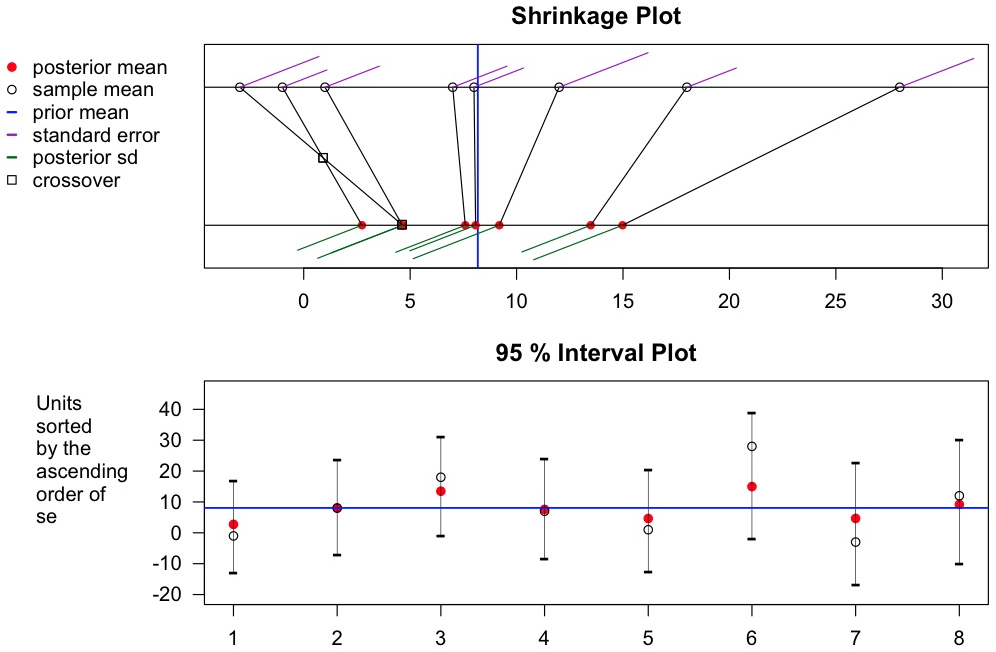 Shrinkage Plot
posterior mean
sample mean
prior mean
standard error
posterior sd
crossover
0 5 10 15 20 25 30
95 % Interval Plot
Units
sorted
by the
ascending
order of
se
40
30
20
10
0
-10
-20
1 2 3 4 5 6 7 8